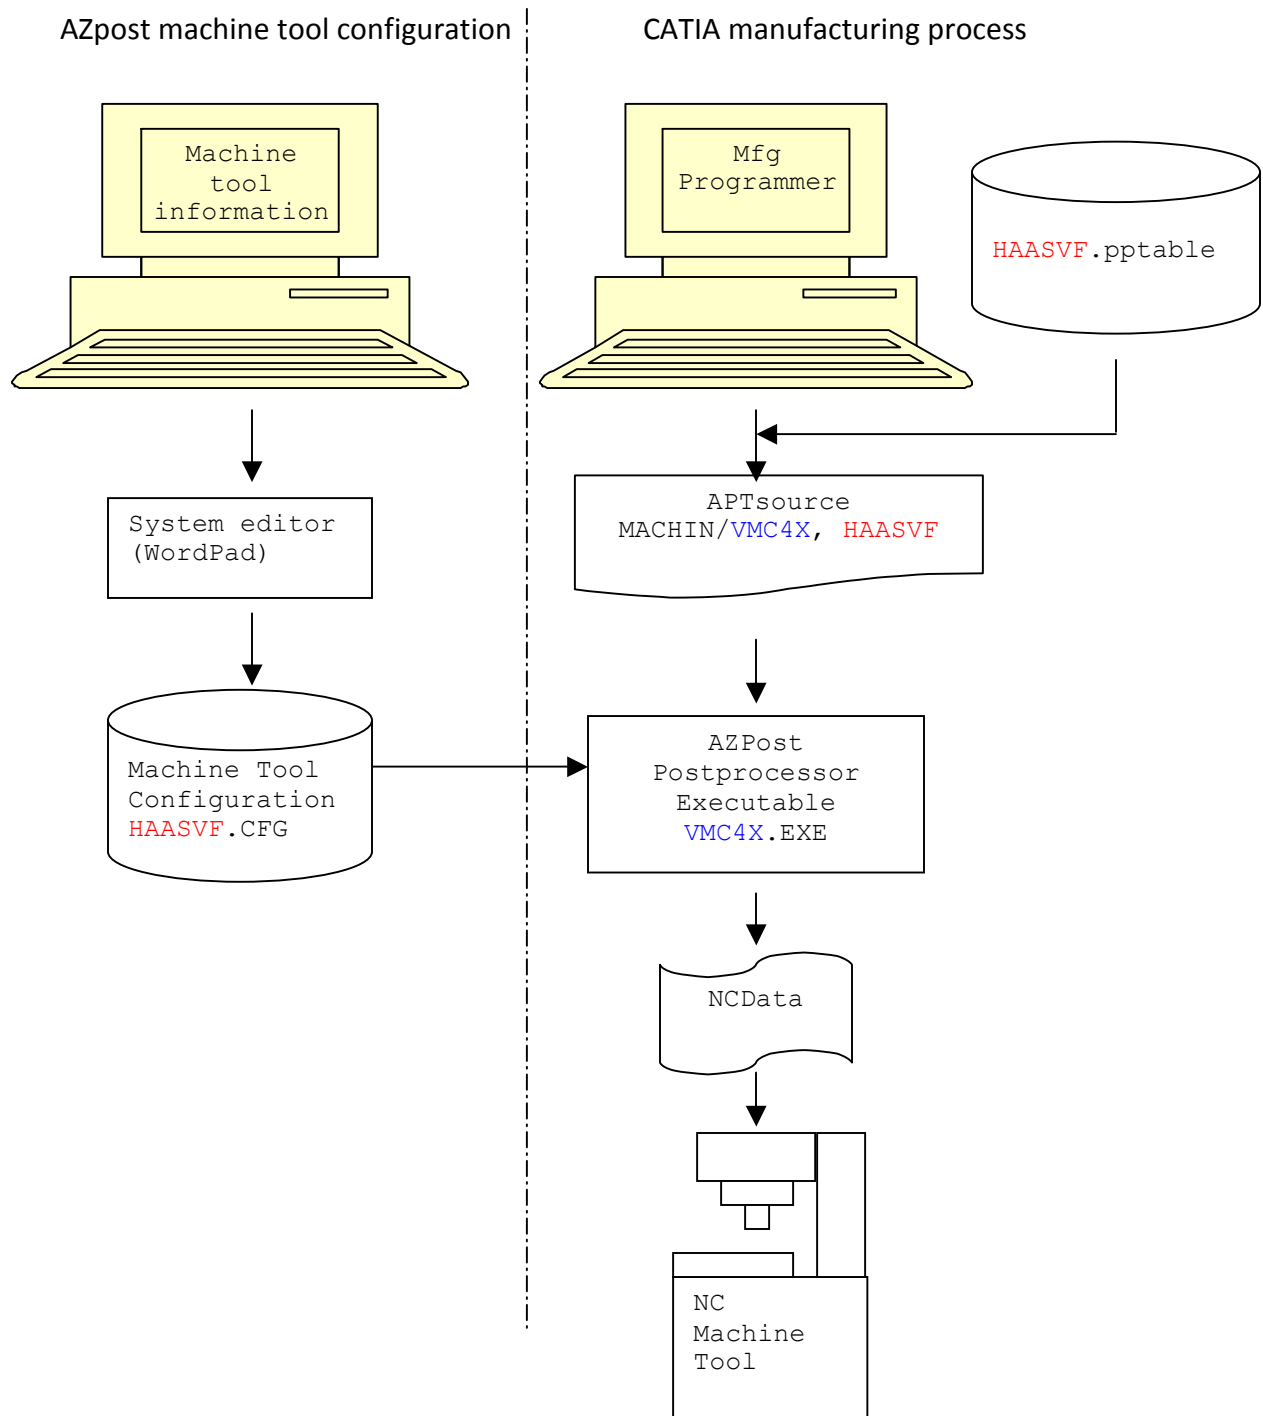 AZpost machine tool configuration
CATIA manufacturing process
Machine
tool
information
Mfg
Programmer
HAASVF.pptable
System editor
(WordPad)
APTsource
MACHIN/VMC4X, HAASVF
Machine Tool
Configuration
HAASVF.CFG
AZPost
Postprocessor
Executable
VMC4X.EXE
NCData
NC
Machine
Tool